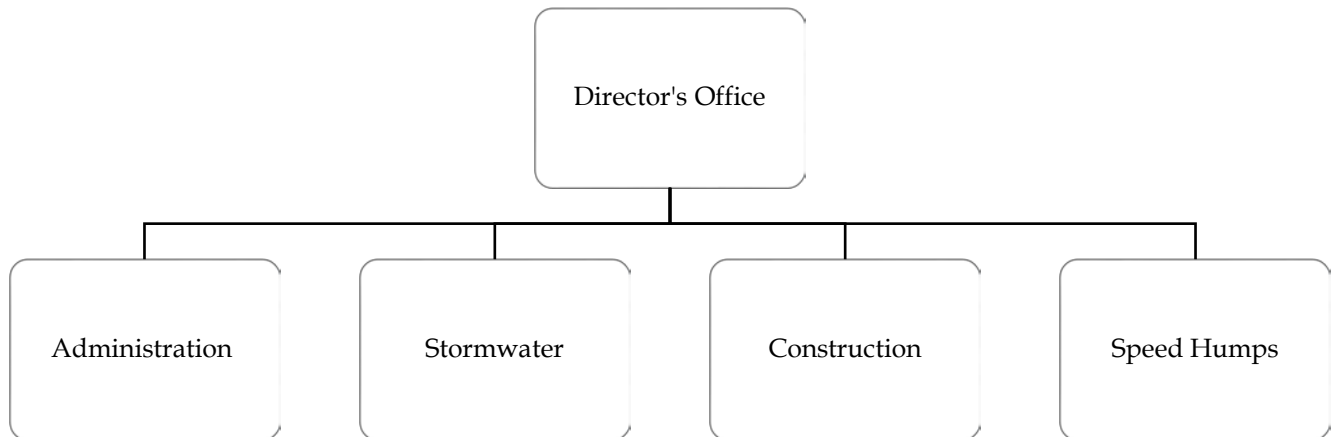 Director's Office
Administration
Stormwater
Construction
Speed Humps